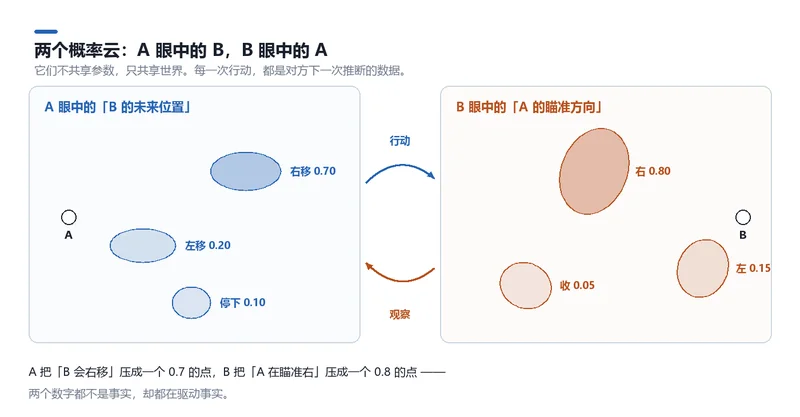 两个概率云：A 眼中的 B，B 眼中的 A
它们不共享参数，只共享世界。每一次行动，都是对方下一次推断的数据。
A 眼中的「B 的未来位置」
右移 0.70
A
左移 0.20
停下 0.10
行动
观察
B 眼中的「A 的瞄准方向」
右 0.80
B
左 0.15
收 0.05
A 把「B 会右移」压成一个 0.7 的点，B 把「A 在瞄准右」压成一个 0.8 的点 ——
两个数字都不是事实，却都在驱动事实。